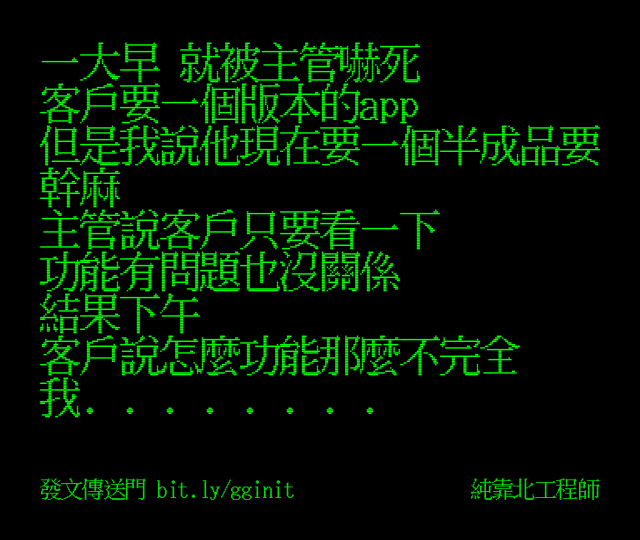 一大早 就被主管嚇死
客戶要一個版本的app
但是我說他現在要一個半成品要
幹麻
主管說客戶只要看一下
功能有問題也沒關係
結果下午
客戶說怎麼功能那麼不完全
我. . . . . . . .
發文傳送門 bit.ly/gginit
純靠北工程師